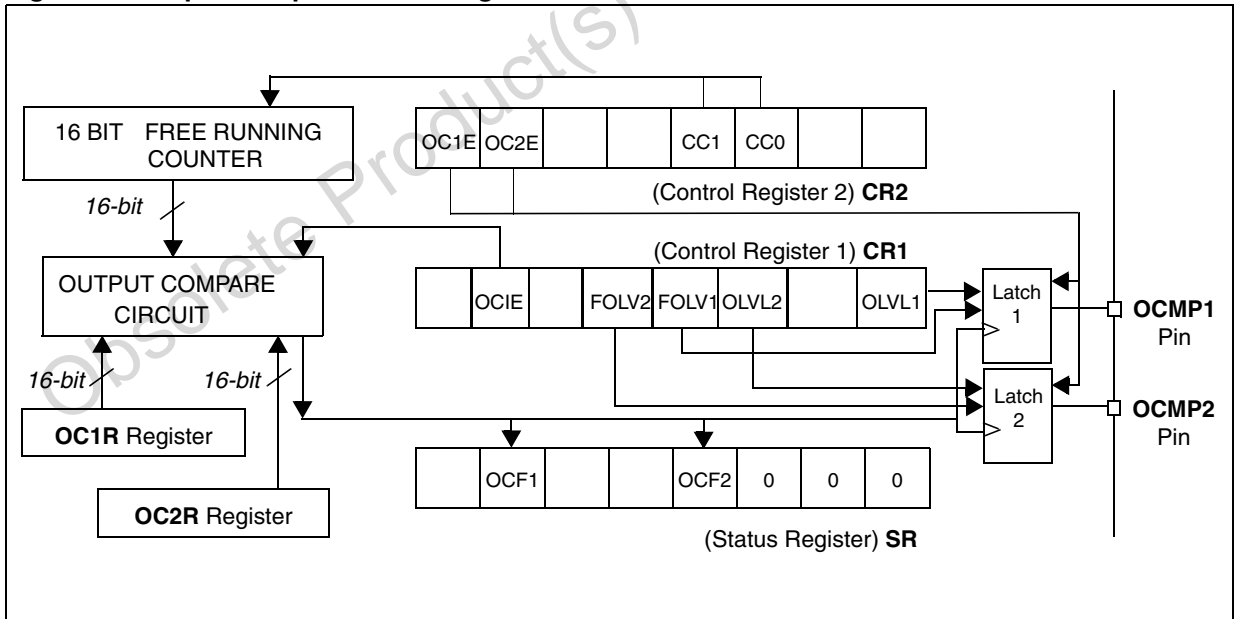 16 BIT FREE RUNNING
COUNTER
OC1E OC2E CC1 CC0
(Control Register 2) CR2
16-bit
(Control Register 1) CR1
OUTPUT COMPARE
CIRCUIT
OCIE FOLV2 FOLV1 OLVL2 OLVL1
Latch
1
OCMP1
Pin
16-bit
16-bit
Latch
2
OCMP2
Pin
OC1R Register
OCF1 OCF2 0 0 0
OC2R Register
(Status Register) SR
Obsolete Product(s)